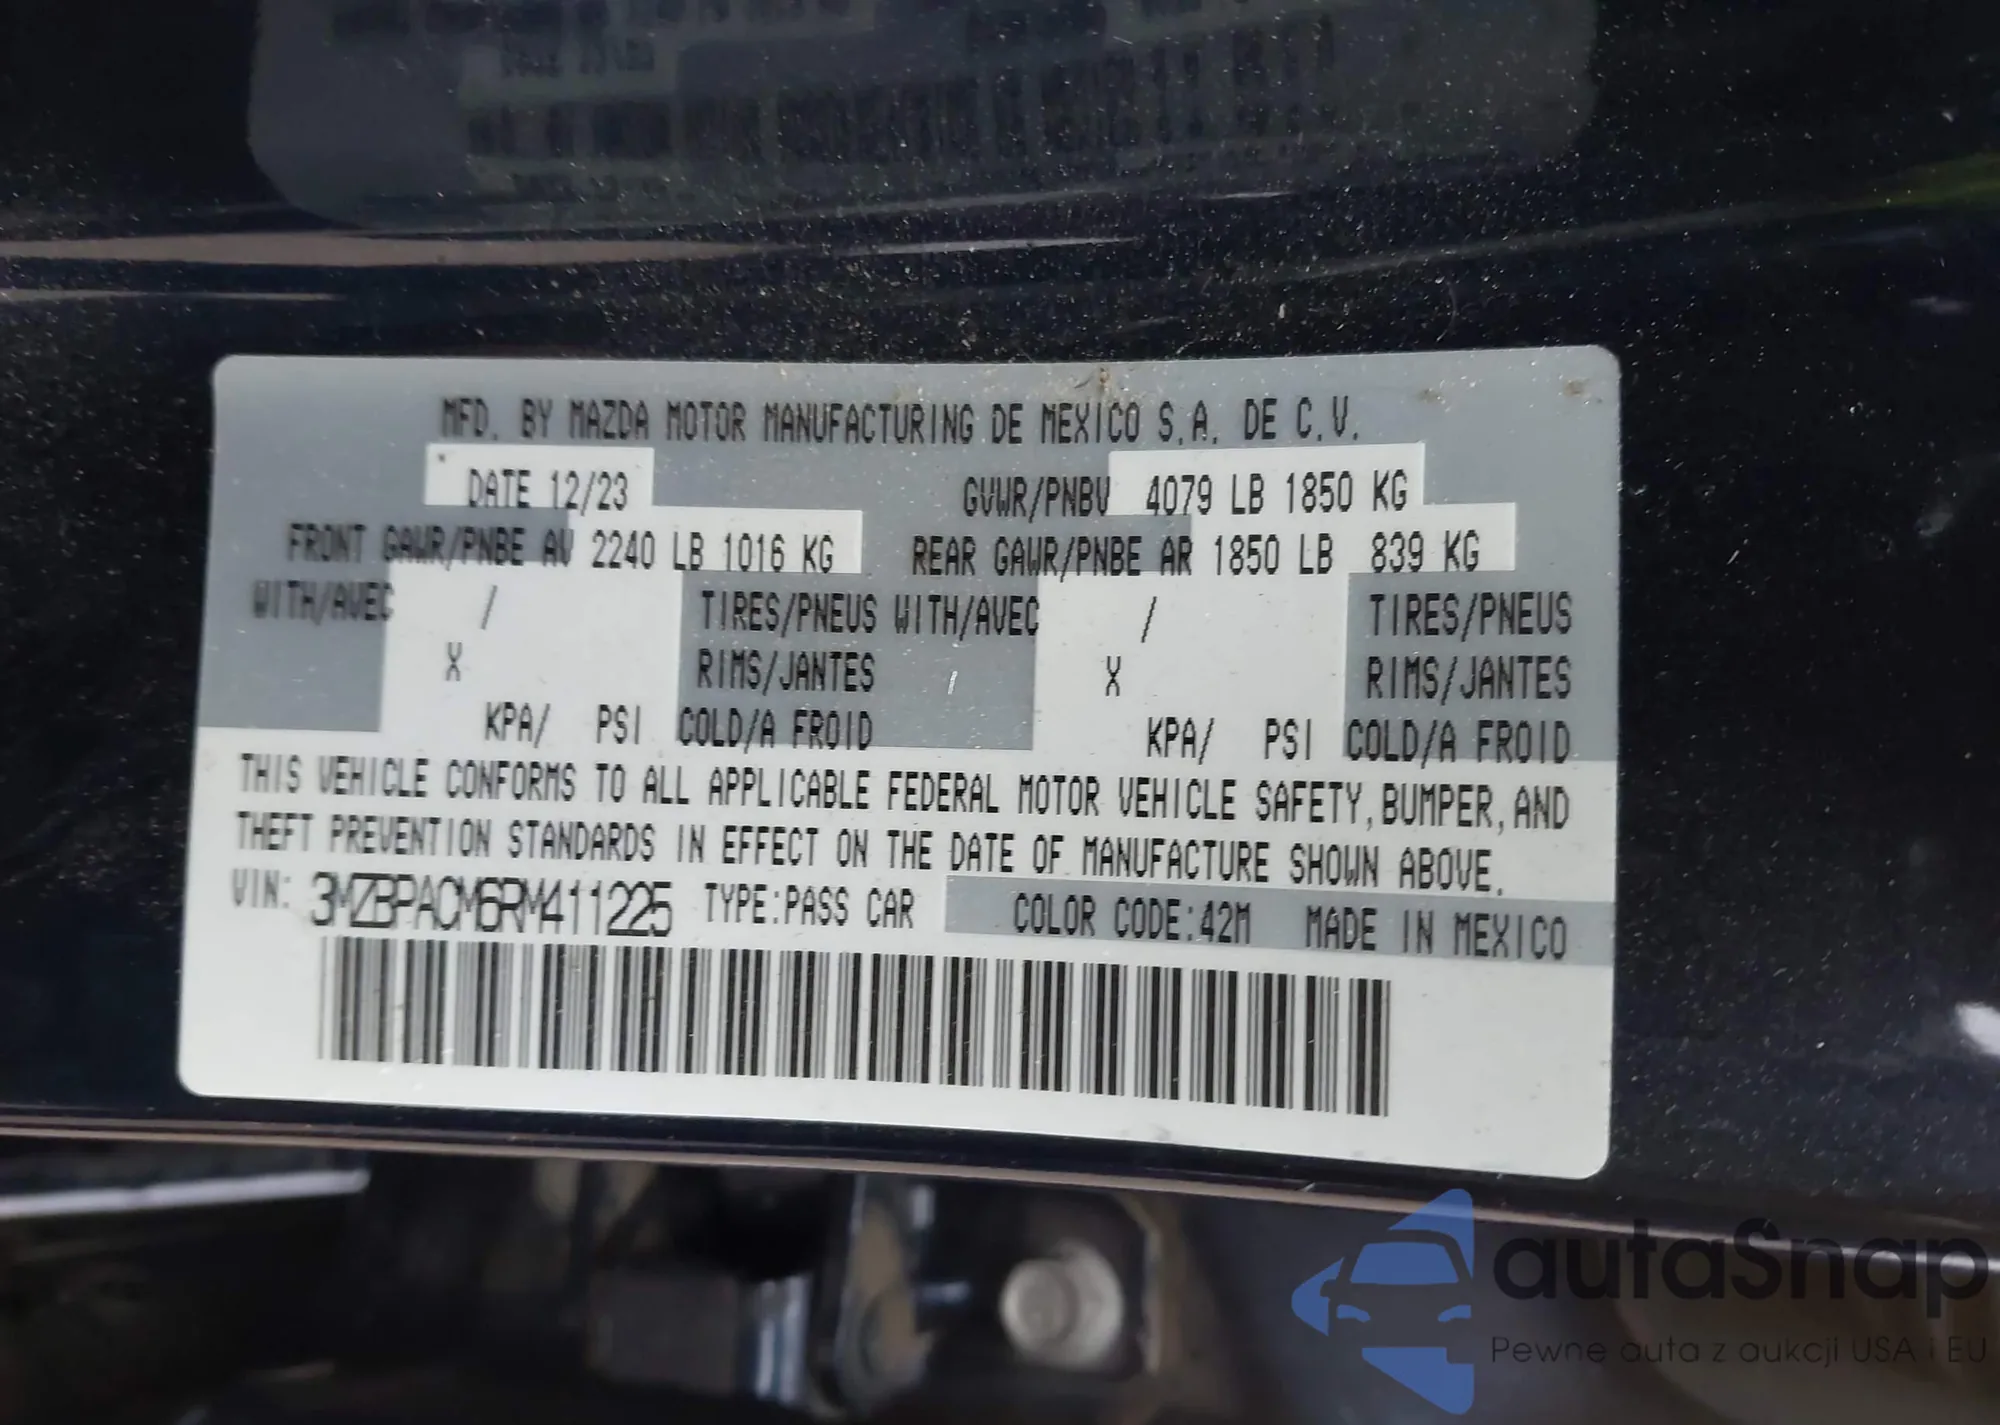 MFD. BY MAZDA MOTOR MANUFACTURING DE MEXICO S.A. DE C.V.
DATE 12/23 GVWR/PNBV 4079 LB 1850 KG
FRONT GAWR/PNBE AV 2240 LB 1016 KG REAR GAWR/PNBE AR 1850 LB 839 KG
WITH/AVEC / TIRES/PNEUS WITH/AVEC / TIRES/PNEUS
X RIMS/JANTES X RIMS/JANTES
KPA/ PSI COLD/A FROID KPA/ PSI COLD/A FROID
THIS VEHICLE CONFORMS TO ALL APPLICABLE FEDERAL MOTOR VEHICLE SAFETY, BUMPER, AND
THEFT PREVENTION STANDARDS IN EFFECT ON THE DATE OF MANUFACTURE SHOWN ABOVE.
VIN: 3MZBPACM6RM411225 TYPE:PASS CAR COLOR CODE:42M MADE IN MEXICO
autaSnap
Pewne auta z aukcji USA i EU